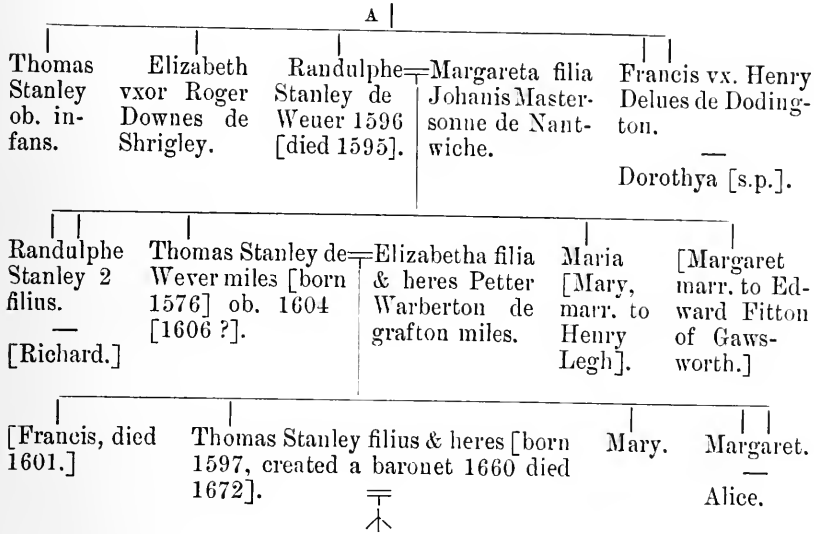 A
Thomas
Stanley
ob. in-
fans.
Elizabeth
vxor Roger
Downes de
Shrigley.
Randulphe
Stanley de
Weuer 1596
[died 1595].
Margareta filia
Johanis Master-
sonne de Nant-
wiche.
Francis vx. Henry
Delues de Doding-
ton.
Dorothya [s.p.].
Randulphe
Stanley 2
filius.
[Richard.]
Thomas Stanley de
Wever miles [born
1576] ob. 1604
[1606 ?].
Elizabetha filia
& heres Petter
Warberton de
grafton miles.
Maria
[Mary,
marr. to
Henry
Legh].
[Margaret
marr. to Ed-
ward Fitton
of Gaws-
worth.]
[Francis, died
1601.]
Thomas Stanley filius & heres [born
1597, created a baronet 1660 died
1672].
Mary.
Margaret.
Alice.